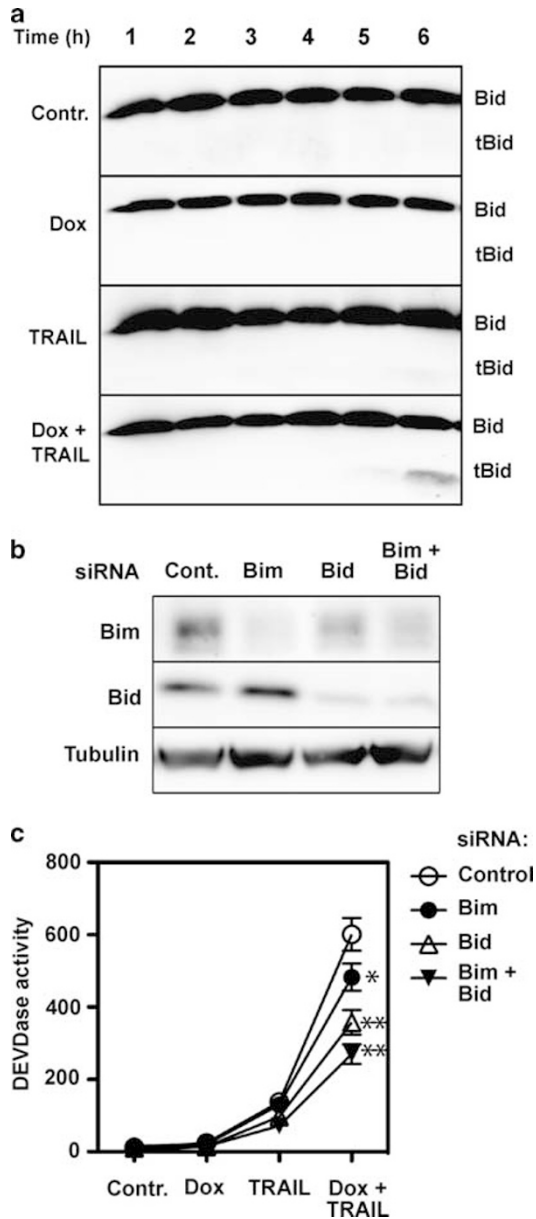 a
Time (h) 1 2 3 4 5 6
Contr. Bid
tBid
Dox Bid
tBid
TRAIL Bid
tBid
Dox + TRAIL Bid
tBid
b
siRNA Cont. Bim Bid Bim + Bid
Bim
Bid
Tubulin
c
siRNA:
Control
Bim
Bid
Bim + Bid
DEVDase activity
800
600
400
200
0
*
**
**
Contr. Dox TRAIL Dox + TRAIL